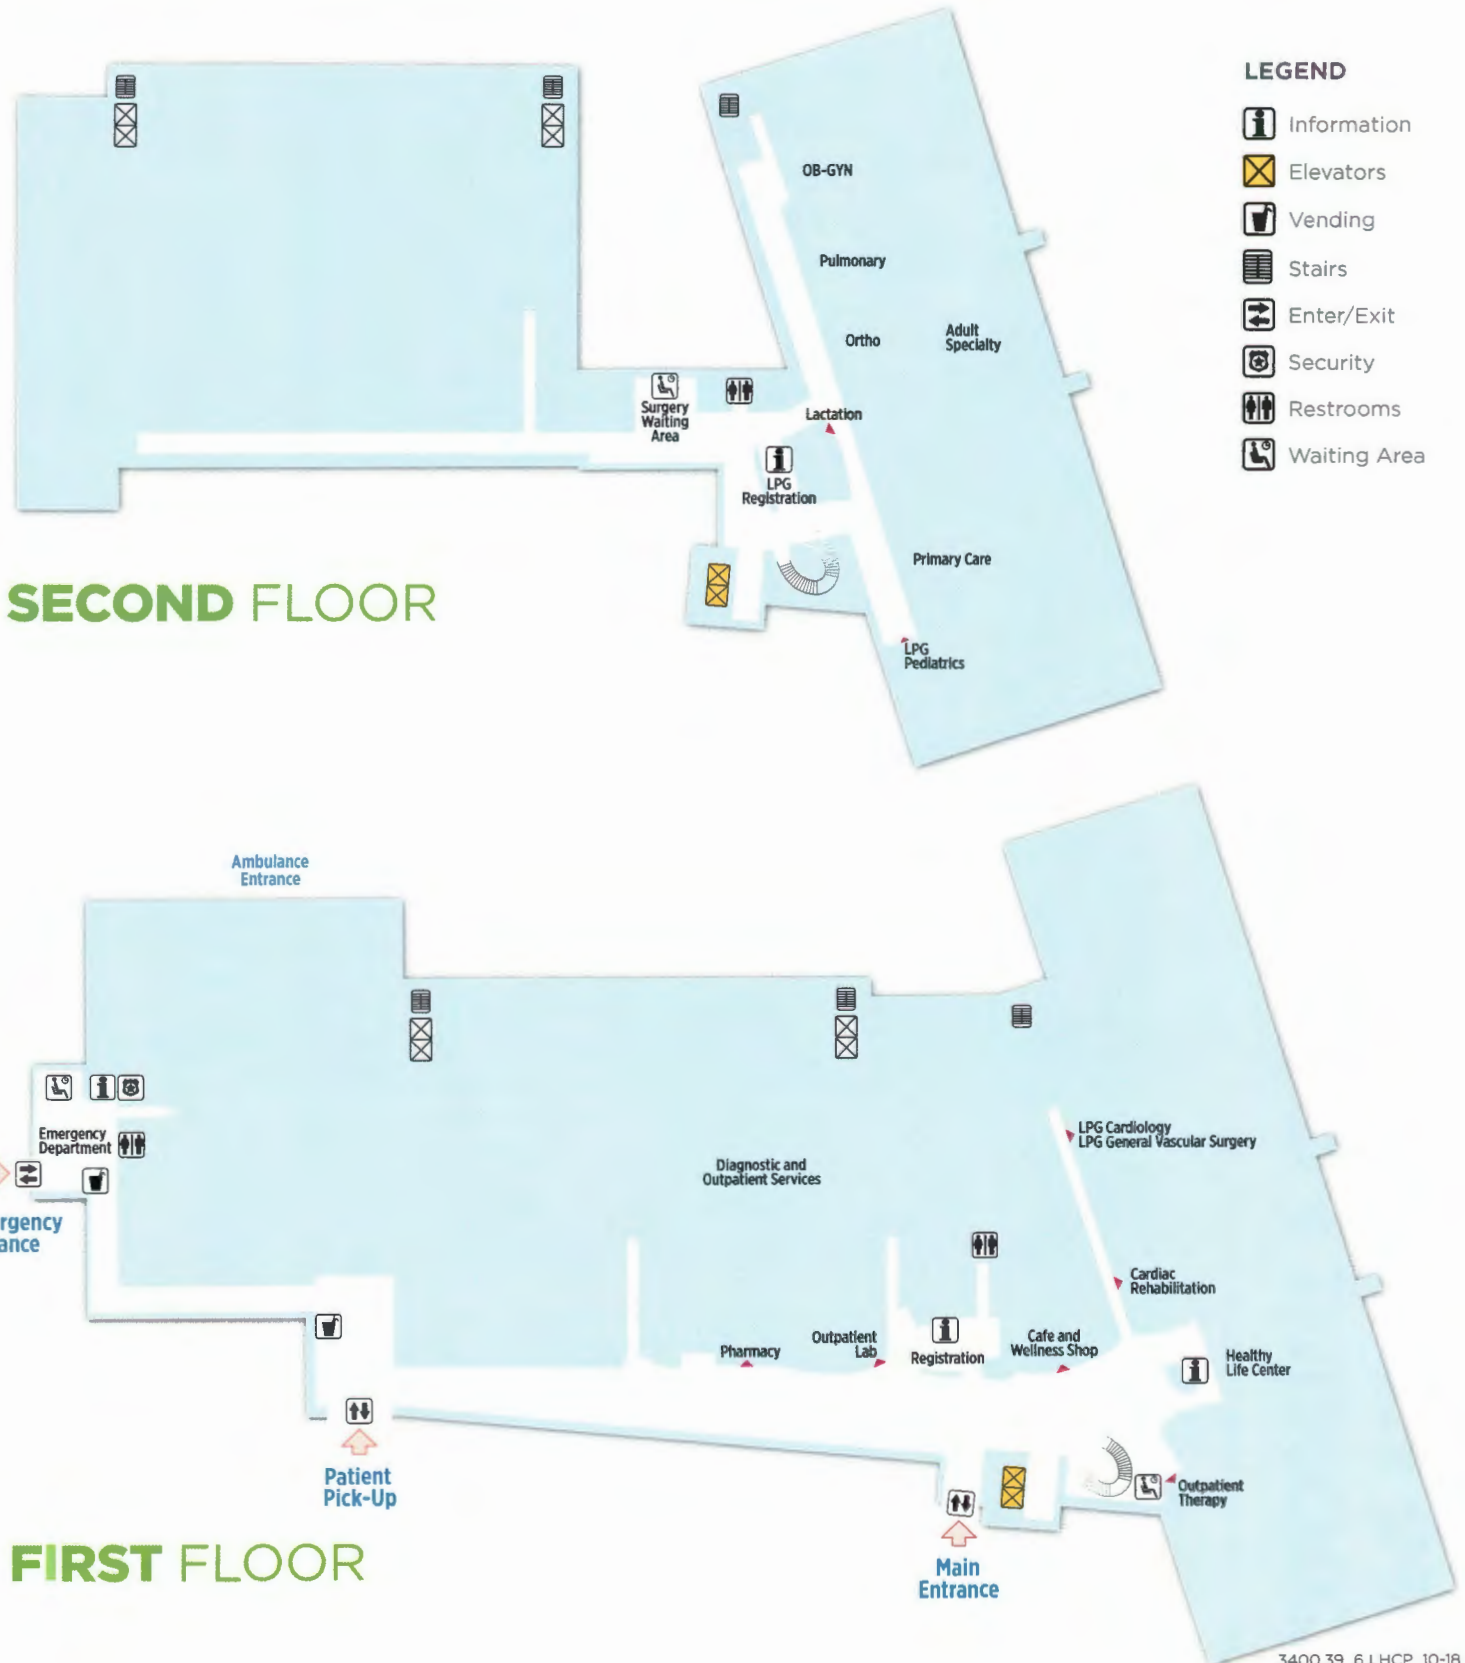 LEGEND
Information
Elevators
Vending
Stairs
Enter/Exit
Security
Restrooms
Waiting Area
OB-GYN
Pulmonary
Ortho
Adult
Specialty
Surgery
Waiting
Area
Lactation
LPG
Registration
Primary Care
LPG
Pediatrics
SECOND FLOOR
Ambulance
Entrance
Emergency
Department
rgency
ance
Diagnostic and
Outpatient Services
LPG Cardiology
LPG General Vascular Surgery
Cardiac
Rehabilitation
Pharmacy
Outpatient
Lab
Registration
Cafe and
Wellness Shop
Healthy
Life Center
Outpatient
Therapy
Patient
Pick-Up
Main
Entrance
FIRST FLOOR